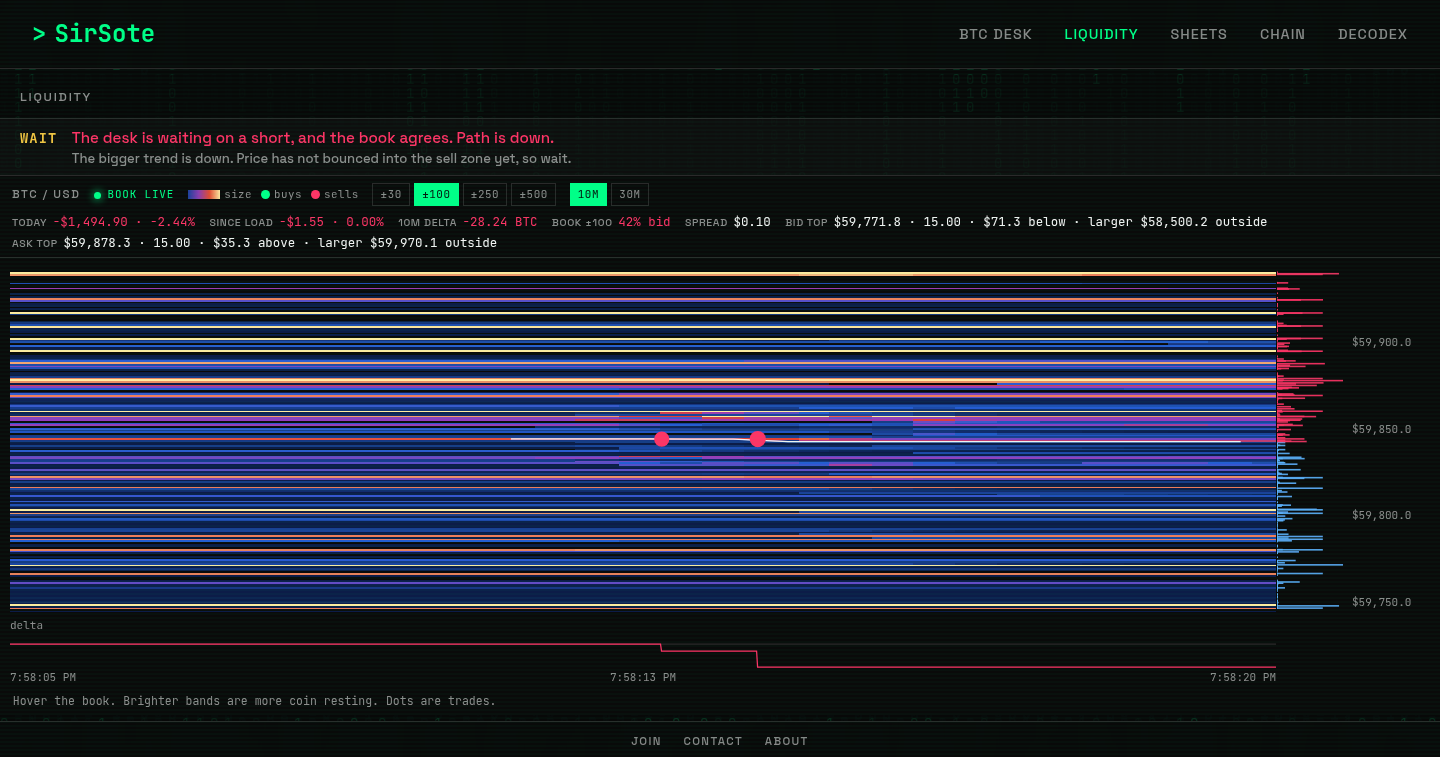 > SirSote
BTC DESK LIQUIDITY SHEETS CHAIN DECODEX
LIQUIDITY
WAIT The desk is waiting on a short, and the book agrees. Path is down.
The bigger trend is down. Price has not bounced into the sell zone yet, so wait.
BTC / USD BOOK LIVE size buys sells ±30 ±100 ±250 ±500 10M 30M
TODAY -$1,494.90 · -2.44% SINCE LOAD -$1.55 · 0.00% 10M DELTA -28.24 BTC BOOK ±100 42% bid SPREAD $0.10 BID TOP $59,771.8 · 15.00 · $71.3 below · larger $58,500.2 outside
ASK TOP $59,878.3 · 15.00 · $35.3 above · larger $59,970.1 outside
$59,900.0
$59,850.0
$59,800.0
$59,750.0
delta
7:58:05 PM 7:58:13 PM 7:58:20 PM
Hover the book. Brighter bands are more coin resting. Dots are trades.
JOIN CONTACT ABOUT